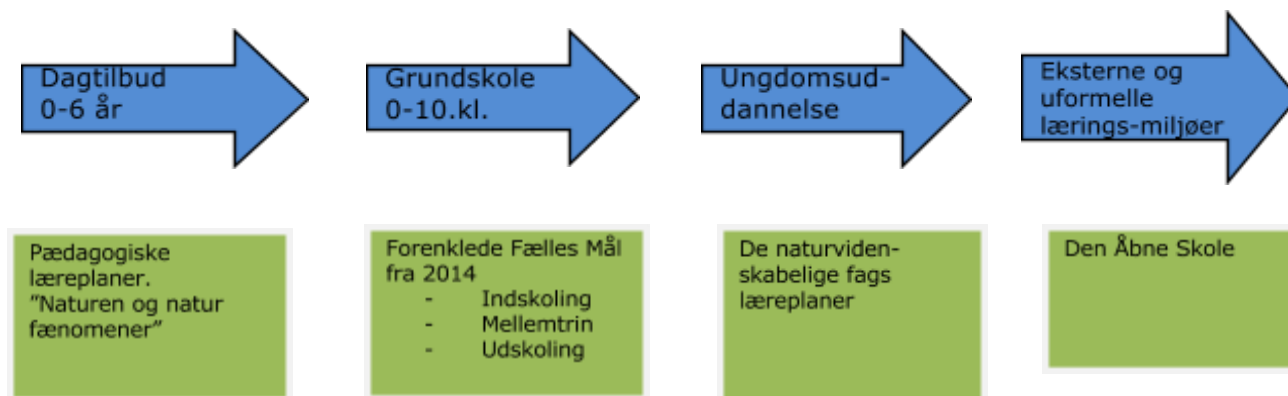 Dagtilbud
0-6 år
Grundskole
0-10.kl.
Ungdomsud-
dannelse
Eksterne og
uformelle
lærings-miljøer
Pædagogiske
læreplaner.
”Naturen og natur
fænomener”
Forenklede Fælles Mål
fra 2014
- Indskoling
- Mellemtrin
- Udskoling
De naturviden-
skabelige fags
læreplaner
Den Åbne Skole